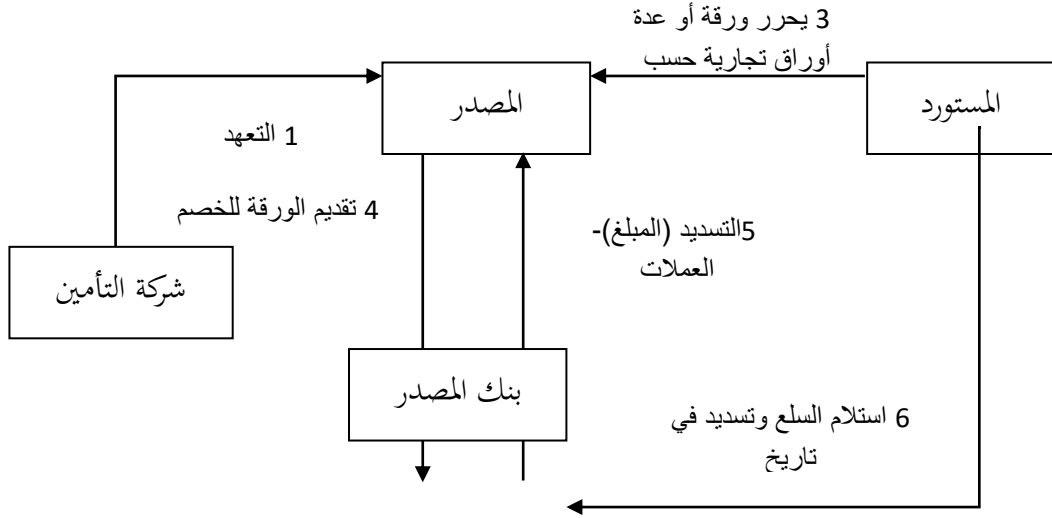 3 يحرر ورقة أو عدة
أوراق تجارية حسب
المستورد
المصدر
1 التعهد
4 تقديم الورقة للخصم
5التسديد (المبلغ)-
العملات
شركة التأمين
بنك المصدر
6 استلام السلع وتسديد في
تاريخ